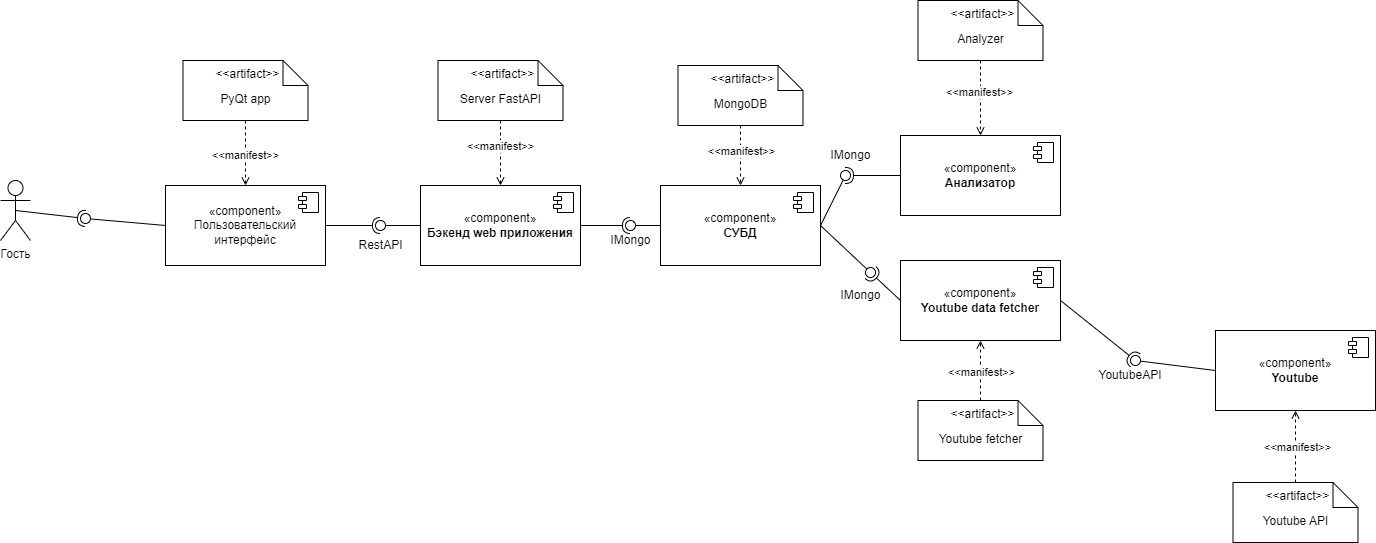 <<artifact>>
Analyzer
<<manifest>>
<<artifact>>
PyQt app
<<manifest>>
<<artifact>>
Server FastAPI
<<manifest>>
<<artifact>>
MongoDB
<<manifest>>
IMongo
«component»
Анализатор
Гость
«component»
Пользовательский
интерфейс
RestAPI
«component»
Бэкенд web приложения
IMongo
«component»
СУБД
IMongo
«component»
Youtube data fetcher
<<manifest>>
<<artifact>>
Youtube fetcher
YoutubeAPI
«component»
Youtube
<<manifest>>
<<artifact>>
Youtube API